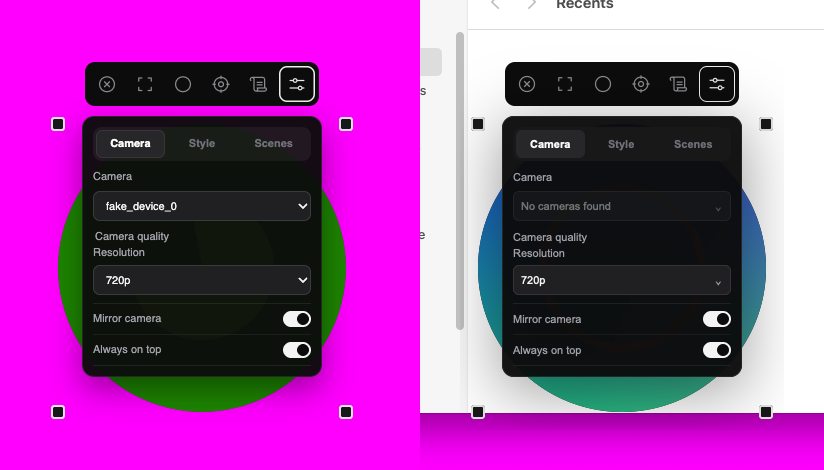 Recents
s
e
Camera Style Scenes
Camera
fake_device_0
Camera quality
Resolution
720p
Mirror camera
Always on top
Camera Style Scenes
Camera
No cameras found
Camera quality
Resolution
720p
Mirror camera
Always on top